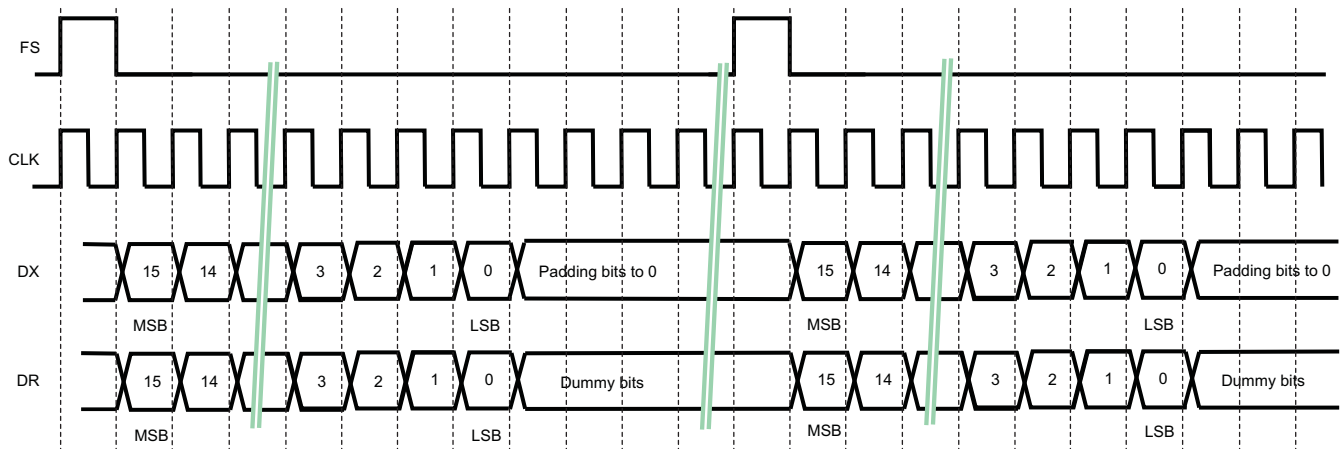 FS
CLK
DX
15 14 3 2 1 0 Padding bits to 0 15 14 3 2 1 0 Padding bits to 0
MSB LSB MSB LSB
DR
15 14 3 2 1 0 Dummy bits 15 14 3 2 1 0 Dummy bits
MSB LSB MSB LSB